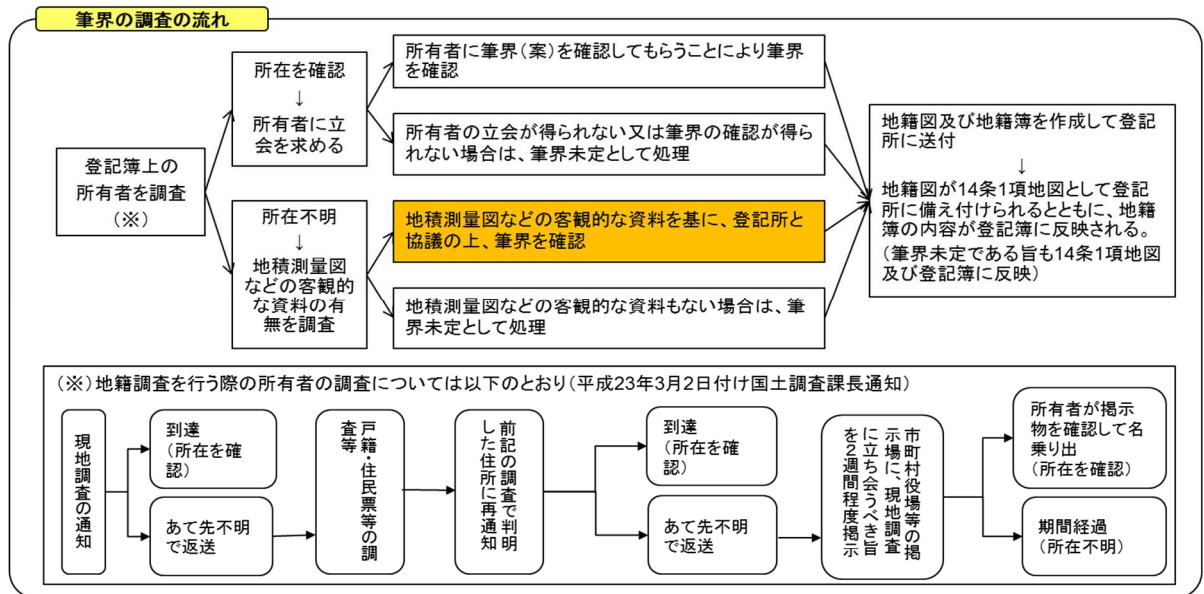 筆界の調査の流れ
登記簿上の
所有者を調査
(※)
所在を確認
↓
所有者に立
会を求める
所在不明
↓
地積測量図
などの客観的
な資料の有
無を調査
所有者に筆界(案)を確認してもらうことにより筆界
を確認
所有者の立会が得られない又は筆界の確認が得ら
れない場合は、筆界未定として処理
地積測量図などの客観的な資料を基に、登記所と
協議の上、筆界を確認
地積測量図などの客観的な資料もない場合は、筆
界未定として処理
地籍図及び地籍簿を作成して登記
所に送付
↓
地籍図が14条1項地図として登記
所に備え付けられるとともに、地籍
簿の内容が登記簿に反映される。
(筆界未定である旨も14条1項地図
及び登記簿に反映)
(※)地籍調査を行う際の所有者の調査については以下のとおり(平成23年3月2日付け国土調査課長通知)
現地調査の通知
到達
(所在を確
認)
あて先不明
で返送
戸籍・住民票等の調
査等
前記の調査で判明
した住所に再通知
到達
(所在を確
認)
あて先不明
で返送
市町村役場等の掲
示場に、現地調査
に立ち会うべき旨
を2週間程度掲示
所有者が掲示
物を確認して名
乗り出
(所在を確認)
期間経過
(所在不明)